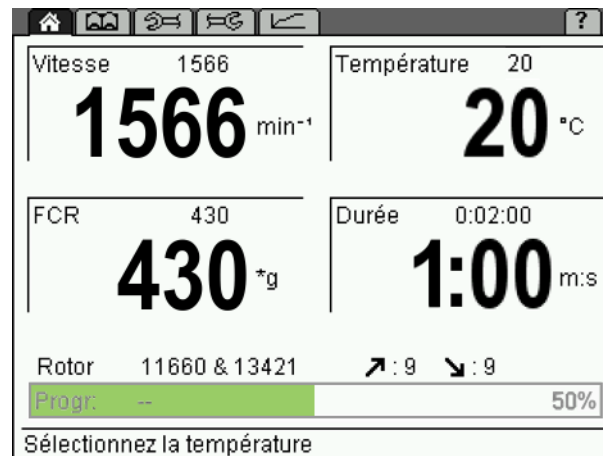 ?
Vitesse 1566
1566 min⁻¹
Température 20
20 °C
FCR 430
430 *g
Durée 0:02:00
1:00 m:s
Rotor 11660 & 13421 ↗ : 9 ↘ : 9
Progr: -- 50%
Sélectionnez la température